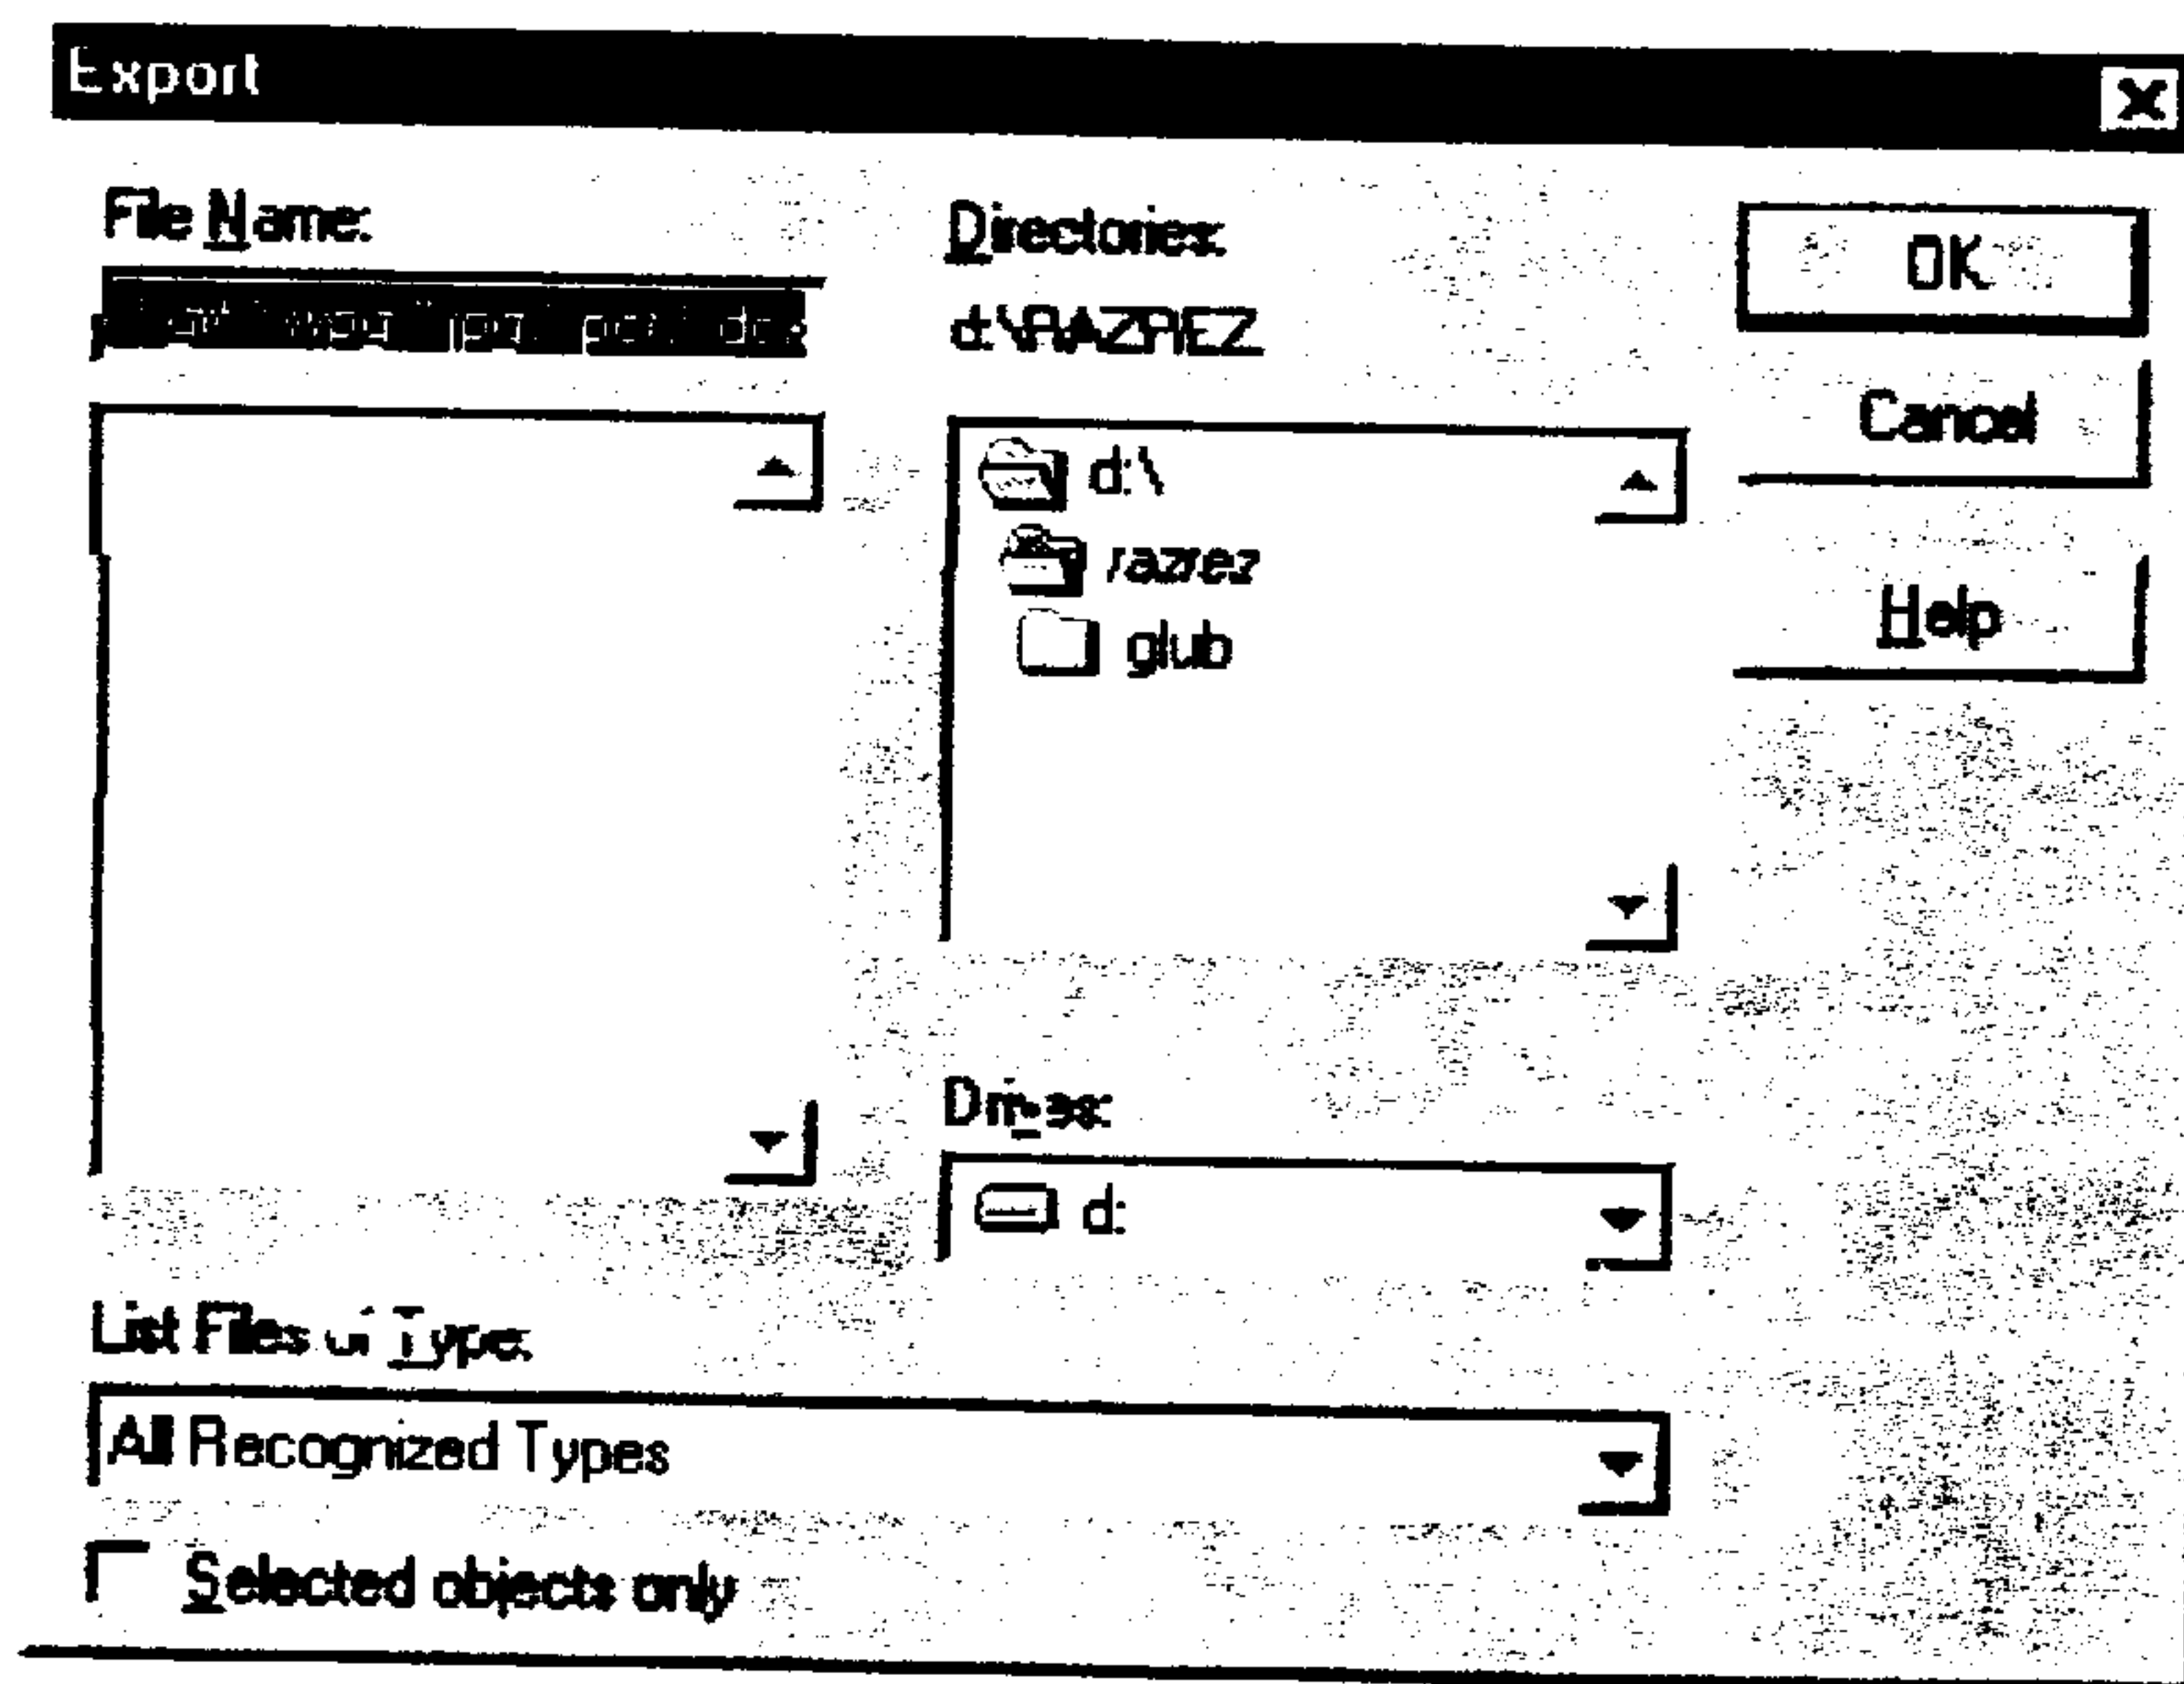 Export
File Name:
Directories:
d:\RAZREZ
d:\
razrez
glub
OK
Cancel
Help
Drives:
d:
List Files of Type:
All Recognized Types
Selected objects only